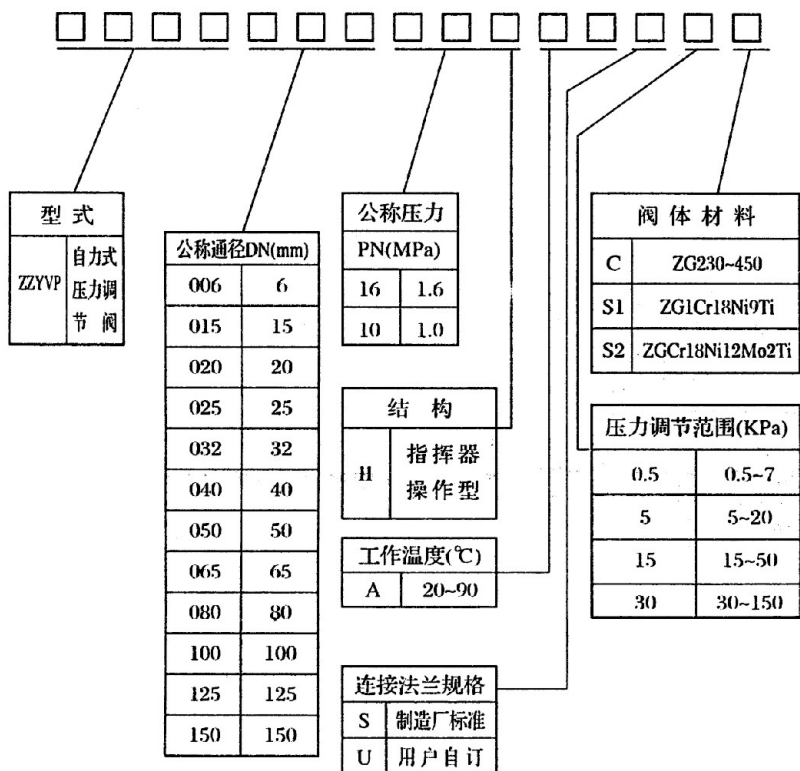 型 式
ZZYVP 自力式
压力调
节 阀
公称通径DN(mm)
006 6
015 15
020 20
025 25
032 32
040 40
050 50
065 65
080 80
100 100
125 125
150 150
公称压力
PN(MPa)
16 1.6
10 1.0
结 构
H 指挥器
操作型
工作温度(℃)
A 20~90
连接法兰规格
S 制造厂标准
U 用户自订
阀 体 材 料
C ZG230~450
S1 ZG1Cr18Ni9Ti
S2 ZGCr18Ni12Mo2Ti
压力调节范围(KPa)
0.5 0.5~7
5 5~20
15 15~50
30 30~150